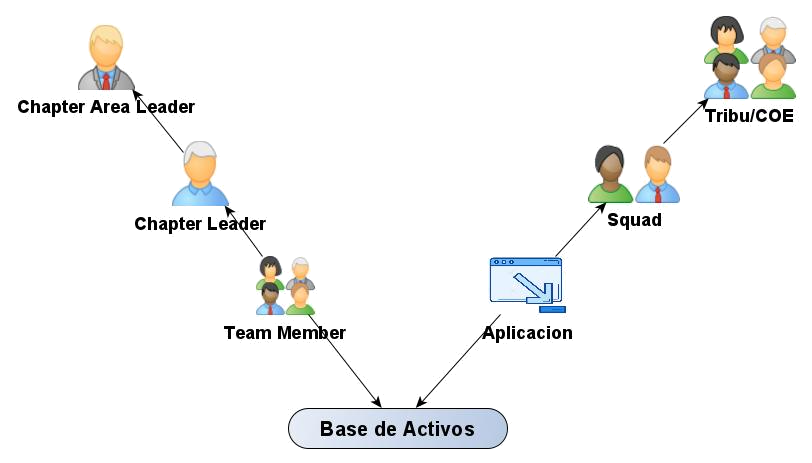 Chapter Area Leader
Tribu/COE
Chapter Leader
Squad
Team Member
Aplicacion
Base de Activos